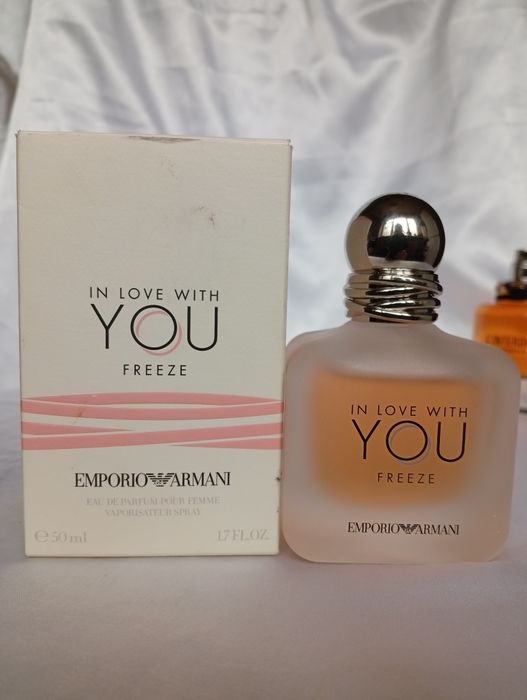 IN LOVE WITH
YOU
FREEZE
EMPORIO ARMANI
EAU DE PARFUM POUR FEMME
VAPORISATEUR SPRAY
℮ 50 ml 1.7 FL.OZ.
IN LOVE WITH
YOU
FREEZE
EMPORIO ARMANI